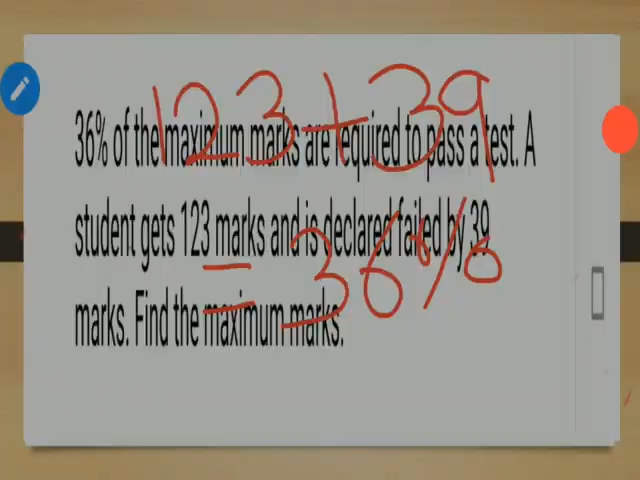 36% of the maximum marks are required to pass a test. A
student gets 123 marks and is declared failed by 39
marks. Find the maximum marks.
123+39
= 36%